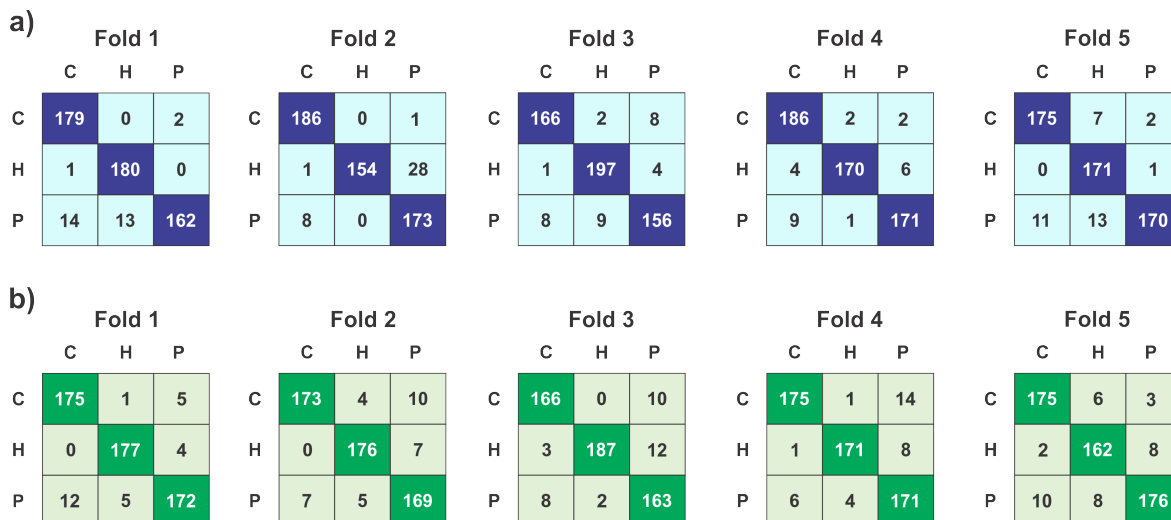 a)
Fold 1 Fold 2 Fold 3 Fold 4 Fold 5
C H P C H P C H P C H P C H P
C 179 0 2 C 186 0 1 C 166 2 8 C 186 2 2 C 175 7 2
H 1 180 0 H 1 154 28 H 1 197 4 H 4 170 6 H 0 171 1
P 14 13 162 P 8 0 173 P 8 9 156 P 9 1 171 P 11 13 170
b)
Fold 1 Fold 2 Fold 3 Fold 4 Fold 5
C H P C H P C H P C H P C H P
C 175 1 5 C 173 4 10 C 166 0 10 C 175 1 14 C 175 6 3
H 0 177 4 H 0 176 7 H 3 187 12 H 1 171 8 H 2 162 8
P 12 5 172 P 7 5 169 P 8 2 163 P 6 4 171 P 10 8 176